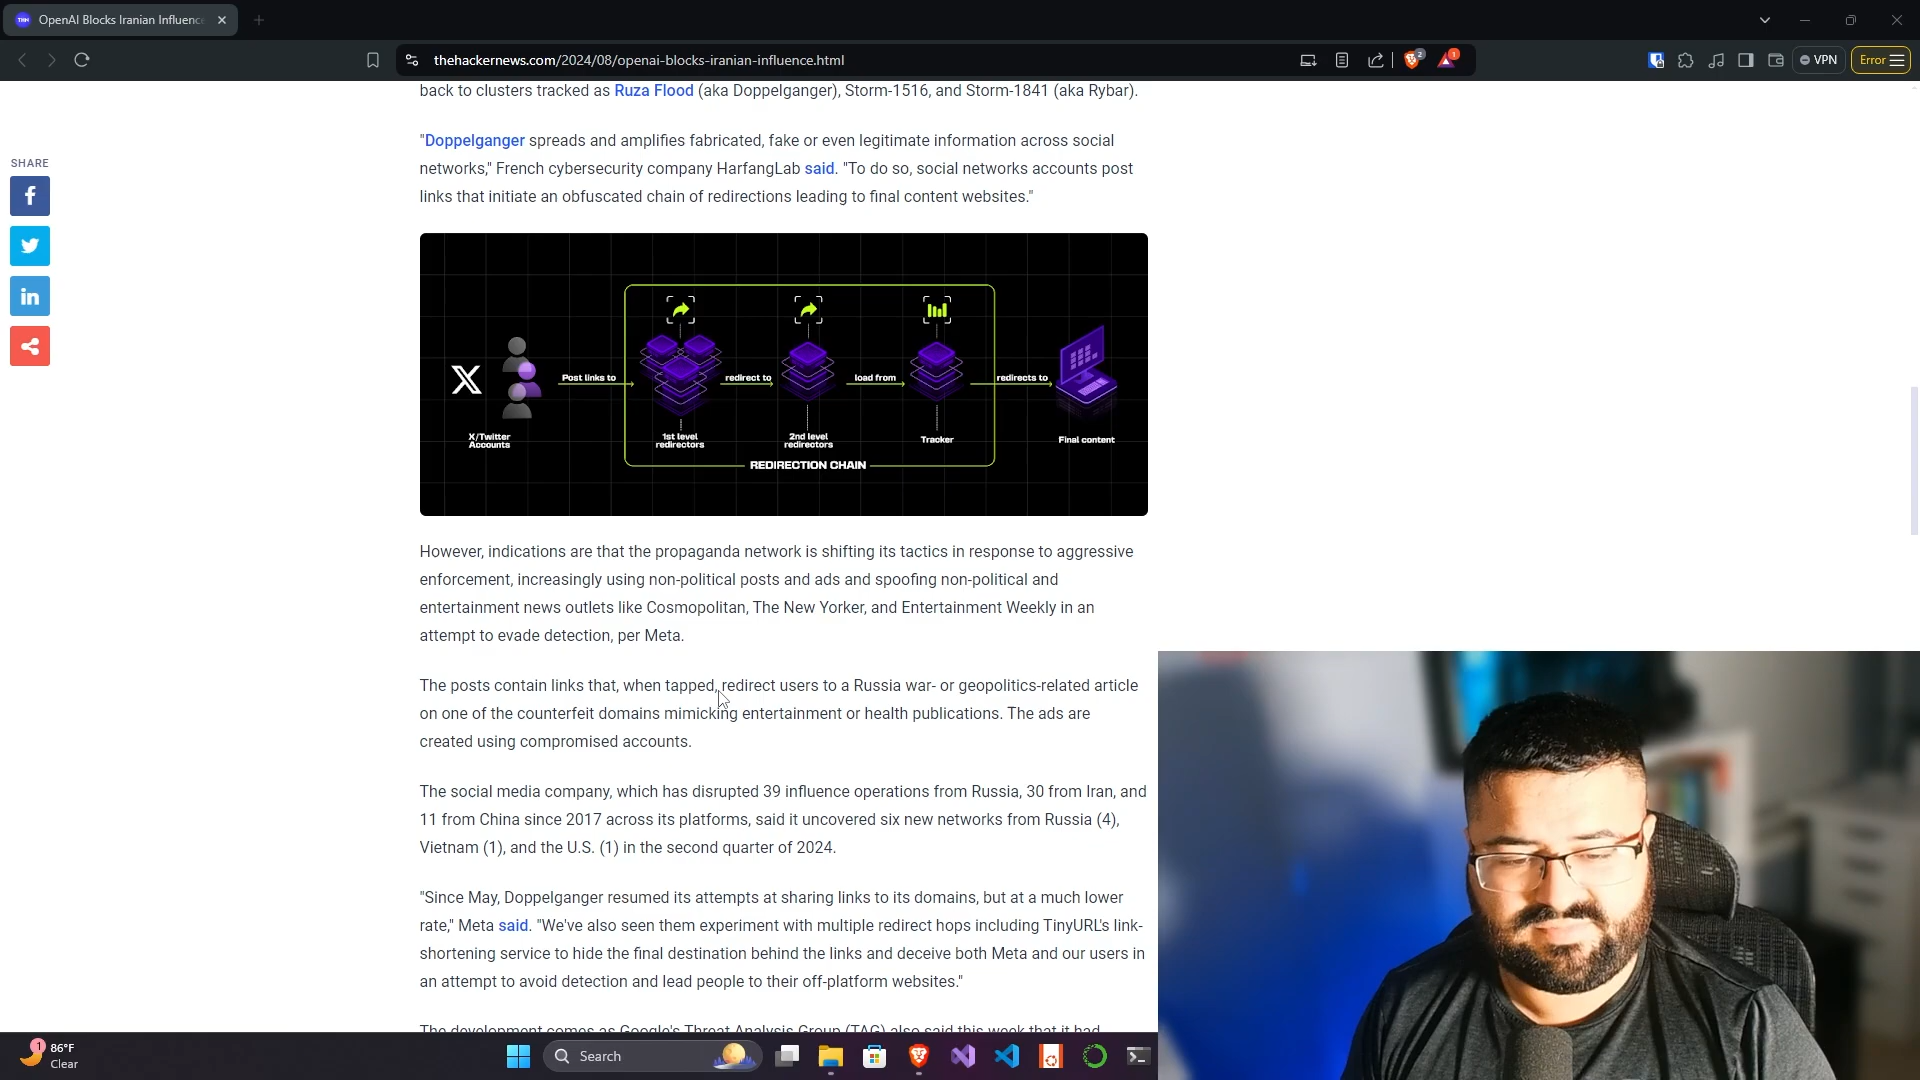 OpenAI Blocks Iranian Influence
thehackernews.com/2024/08/openai-blocks-iranian-influence.html
2
1
VPN
Error
back to clusters tracked as Ruza Flood (aka Doppelganger), Storm-1516, and Storm-1841 (aka Rybar).
SHARE
"Doppelganger spreads and amplifies fabricated, fake or even legitimate information across social
networks," French cybersecurity company HarfangLab said. "To do so, social networks accounts post
links that initiate an obfuscated chain of redirections leading to final content websites."
Post links to
redirect to
load from
redirects to
X/Twitter
Accounts
1st level
redirectors
2nd level
redirectors
Tracker
Final content
REDIRECTION CHAIN
However, indications are that the propaganda network is shifting its tactics in response to aggressive
enforcement, increasingly using non-political posts and ads and spoofing non-political and
entertainment news outlets like Cosmopolitan, The New Yorker, and Entertainment Weekly in an
attempt to evade detection, per Meta.
The posts contain links that, when tapped, redirect users to a Russia war- or geopolitics-related article
on one of the counterfeit domains mimicking entertainment or health publications. The ads are
created using compromised accounts.
The social media company, which has disrupted 39 influence operations from Russia, 30 from Iran, and
11 from China since 2017 across its platforms, said it uncovered six new networks from Russia (4),
Vietnam (1), and the U.S. (1) in the second quarter of 2024.
"Since May, Doppelganger resumed its attempts at sharing links to its domains, but at a much lower
rate," Meta said. "We've also seen them experiment with multiple redirect hops including TinyURL's link-
shortening service to hide the final destination behind the links and deceive both Meta and our users in
an attempt to avoid detection and lead people to their off-platform websites."
The development comes as Google's Threat Analysis Group (TAG) also said this week that it had
1
86°F
Clear
Search